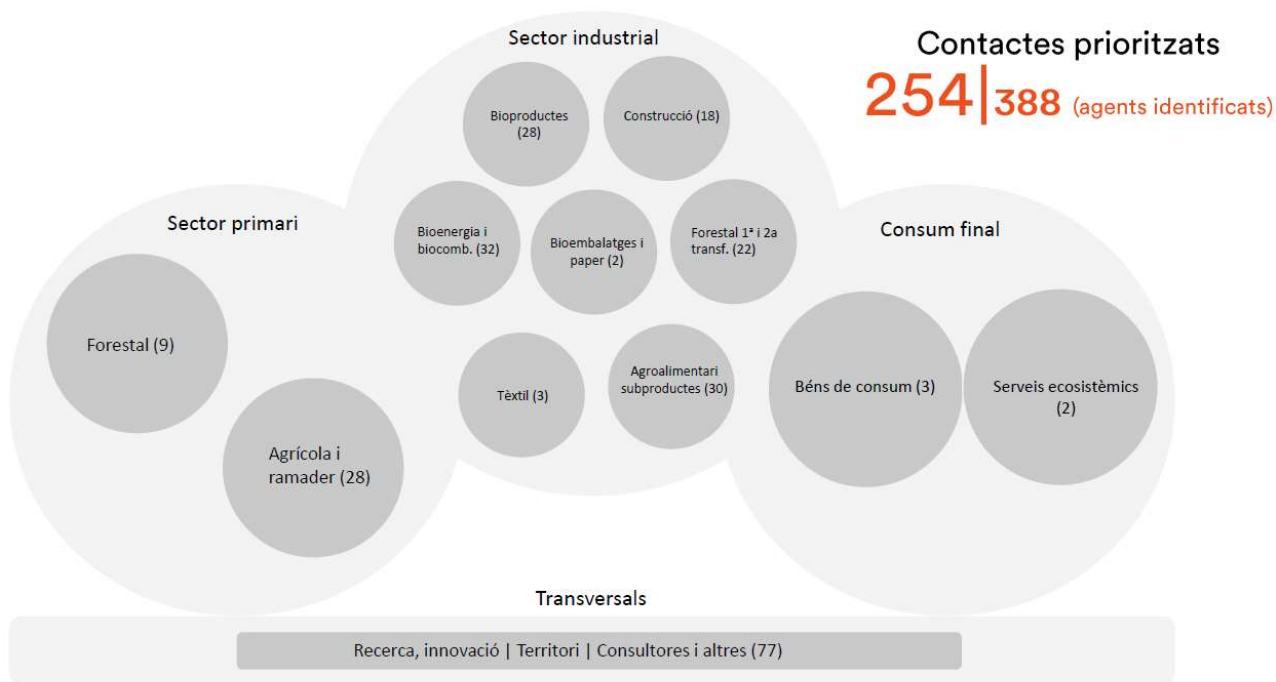 Sector industrial
Contactes prioritzats
254|388 (agents identificats)
Bioproductes
(28)
Construcció (18)
Sector primari
Bioenergia i
biocomb. (32)
Bioembalatges i
paper (2)
Forestal 1ª i 2a
transf. (22)
Consum final
Forestal (9)
Agrícola i
ramader (28)
Tèxtil (3)
Agroalimentari
subproductes (30)
Béns de consum (3)
Serveis ecosistèmics
(2)
Transversals
Recerca, innovació | Territori | Consultores i altres (77)